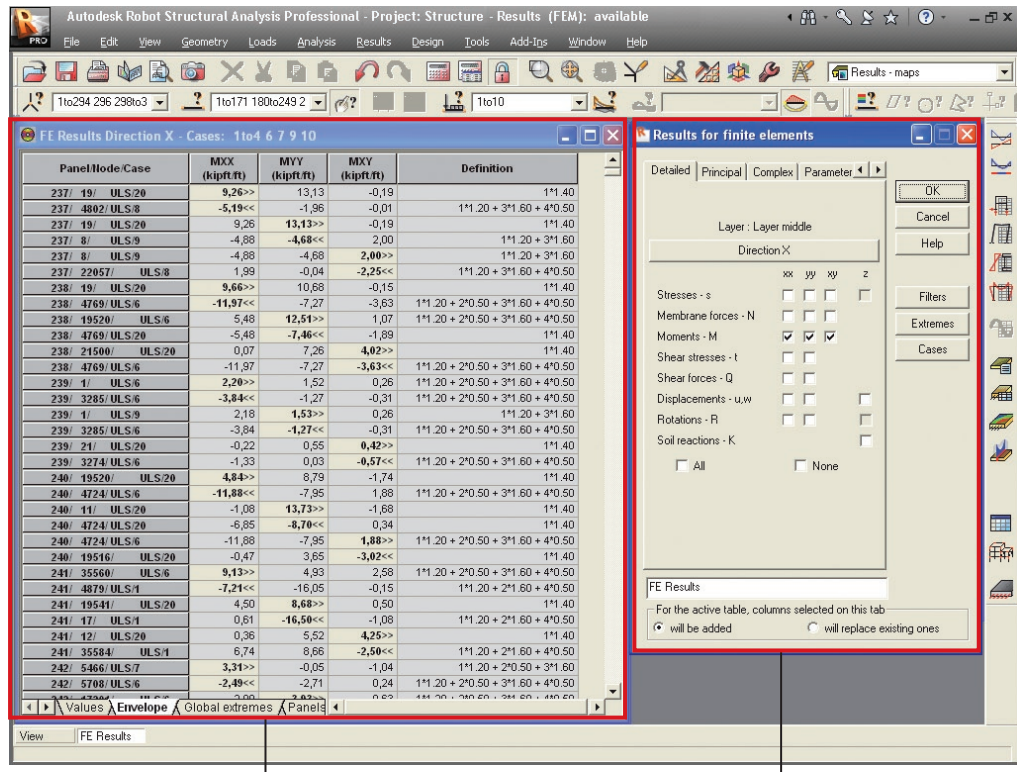 Autodesk Robot Structural Analysis Professional - Project: Structure - Results (FEM): available
PRO File Edit View Geometry Loads Analysis Results Design Tools Add-Ins Window Help
Results - maps
1to294 296 298to3 1to171 180to249 2 1to10
FE Results Direction X - Cases: 1to4 6 7 9 10
Panel/Node/Case MXX (kipft/ft) MYY (kipft/ft) MXY (kipft/ft) Definition
237/ 19/ ULS/20 9,26>> 13,13 -0,19 1*1.40
237/ 4802/ ULS/8 -5,19<< -1,96 -0,01 1*1.20 + 3*1.60 + 4*0.50
237/ 19/ ULS/20 9,26 13,13>> -0,19 1*1.40
237/ 8/ ULS/9 -4,88 -4,68<< 2,00 1*1.20 + 3*1.60
237/ 8/ ULS/9 -4,88 -4,68 2,00>> 1*1.20 + 3*1.60
237/ 22057/ ULS/8 1,99 -0,04 -2,25<< 1*1.20 + 3*1.60 + 4*0.50
238/ 19/ ULS/20 9,66>> 10,68 -0,15 1*1.40
238/ 4769/ ULS/6 -11,97<< -7,27 -3,63 1*1.20 + 2*0.50 + 3*1.60 + 4*0.50
238/ 19520/ ULS/6 5,48 12,51>> 1,07 1*1.20 + 2*0.50 + 3*1.60 + 4*0.50
238/ 4769/ ULS/20 -5,48 -7,46<< -1,89 1*1.40
238/ 21500/ ULS/20 0,07 7,26 4,02>> 1*1.40
238/ 4769/ ULS/6 -11,97 -7,27 -3,63<< 1*1.20 + 2*0.50 + 3*1.60 + 4*0.50
239/ 1/ ULS/6 2,20>> 1,52 0,26 1*1.20 + 2*0.50 + 3*1.60 + 4*0.50
239/ 3285/ ULS/6 -3,84<< -1,27 -0,31 1*1.20 + 2*0.50 + 3*1.60 + 4*0.50
239/ 1/ ULS/9 2,18 1,53>> 0,26 1*1.20 + 3*1.60
239/ 3285/ ULS/6 -3,84 -1,27<< -0,31 1*1.20 + 2*0.50 + 3*1.60 + 4*0.50
239/ 21/ ULS/20 -0,22 0,55 0,42>> 1*1.40
239/ 3274/ ULS/6 -1,33 0,03 -0,57<< 1*1.20 + 2*0.50 + 3*1.60 + 4*0.50
240/ 19520/ ULS/20 4,84>> 8,79 -1,74 1*1.40
240/ 4724/ ULS/6 -11,88<< -7,95 1,88 1*1.20 + 2*0.50 + 3*1.60 + 4*0.50
240/ 11/ ULS/20 -1,08 13,73>> -1,68 1*1.40
240/ 4724/ ULS/20 -6,85 -8,70<< 0,34 1*1.40
240/ 4724/ ULS/6 -11,88 -7,95 1,88>> 1*1.20 + 2*0.50 + 3*1.60 + 4*0.50
240/ 19516/ ULS/20 -0,47 3,65 -3,02<< 1*1.40
241/ 35560/ ULS/6 9,13>> 4,93 2,58 1*1.20 + 2*0.50 + 3*1.60 + 4*0.50
241/ 4879/ ULS/1 -7,21<< -16,05 -0,15 1*1.20 + 2*1.60 + 4*0.50
241/ 19541/ ULS/20 4,50 8,68>> 0,50 1*1.40
241/ 17/ ULS/1 0,61 -16,50<< -1,08 1*1.20 + 2*1.60 + 4*0.50
241/ 12/ ULS/20 0,36 5,52 4,25>> 1*1.40
241/ 35584/ ULS/1 6,74 8,66 -2,50<< 1*1.20 + 2*1.60 + 4*0.50
242/ 5466/ ULS/7 3,31>> -0,05 -1,04 1*1.20 + 2*0.50 + 3*1.60
242/ 5708/ ULS/6 -2,49<< -2,71 0,24 1*1.20 + 2*0.50 + 3*1.60 + 4*0.50
Values Envelope Global extremes Panels
View FE Results
Results for finite elements
Detailed Principal Complex Parameter
OK
Cancel
Help
Filters
Extremes
Cases
Layer : Layer middle
Direction X
xx yy xy z
Stresses - s
Membrane forces - N
Moments - M
Shear stresses - t
Shear forces - Q
Displacements - u,w
Rotations - R
Soil reactions - K
All None
FE Results
For the active table, columns selected on this tab
will be added will replace existing ones